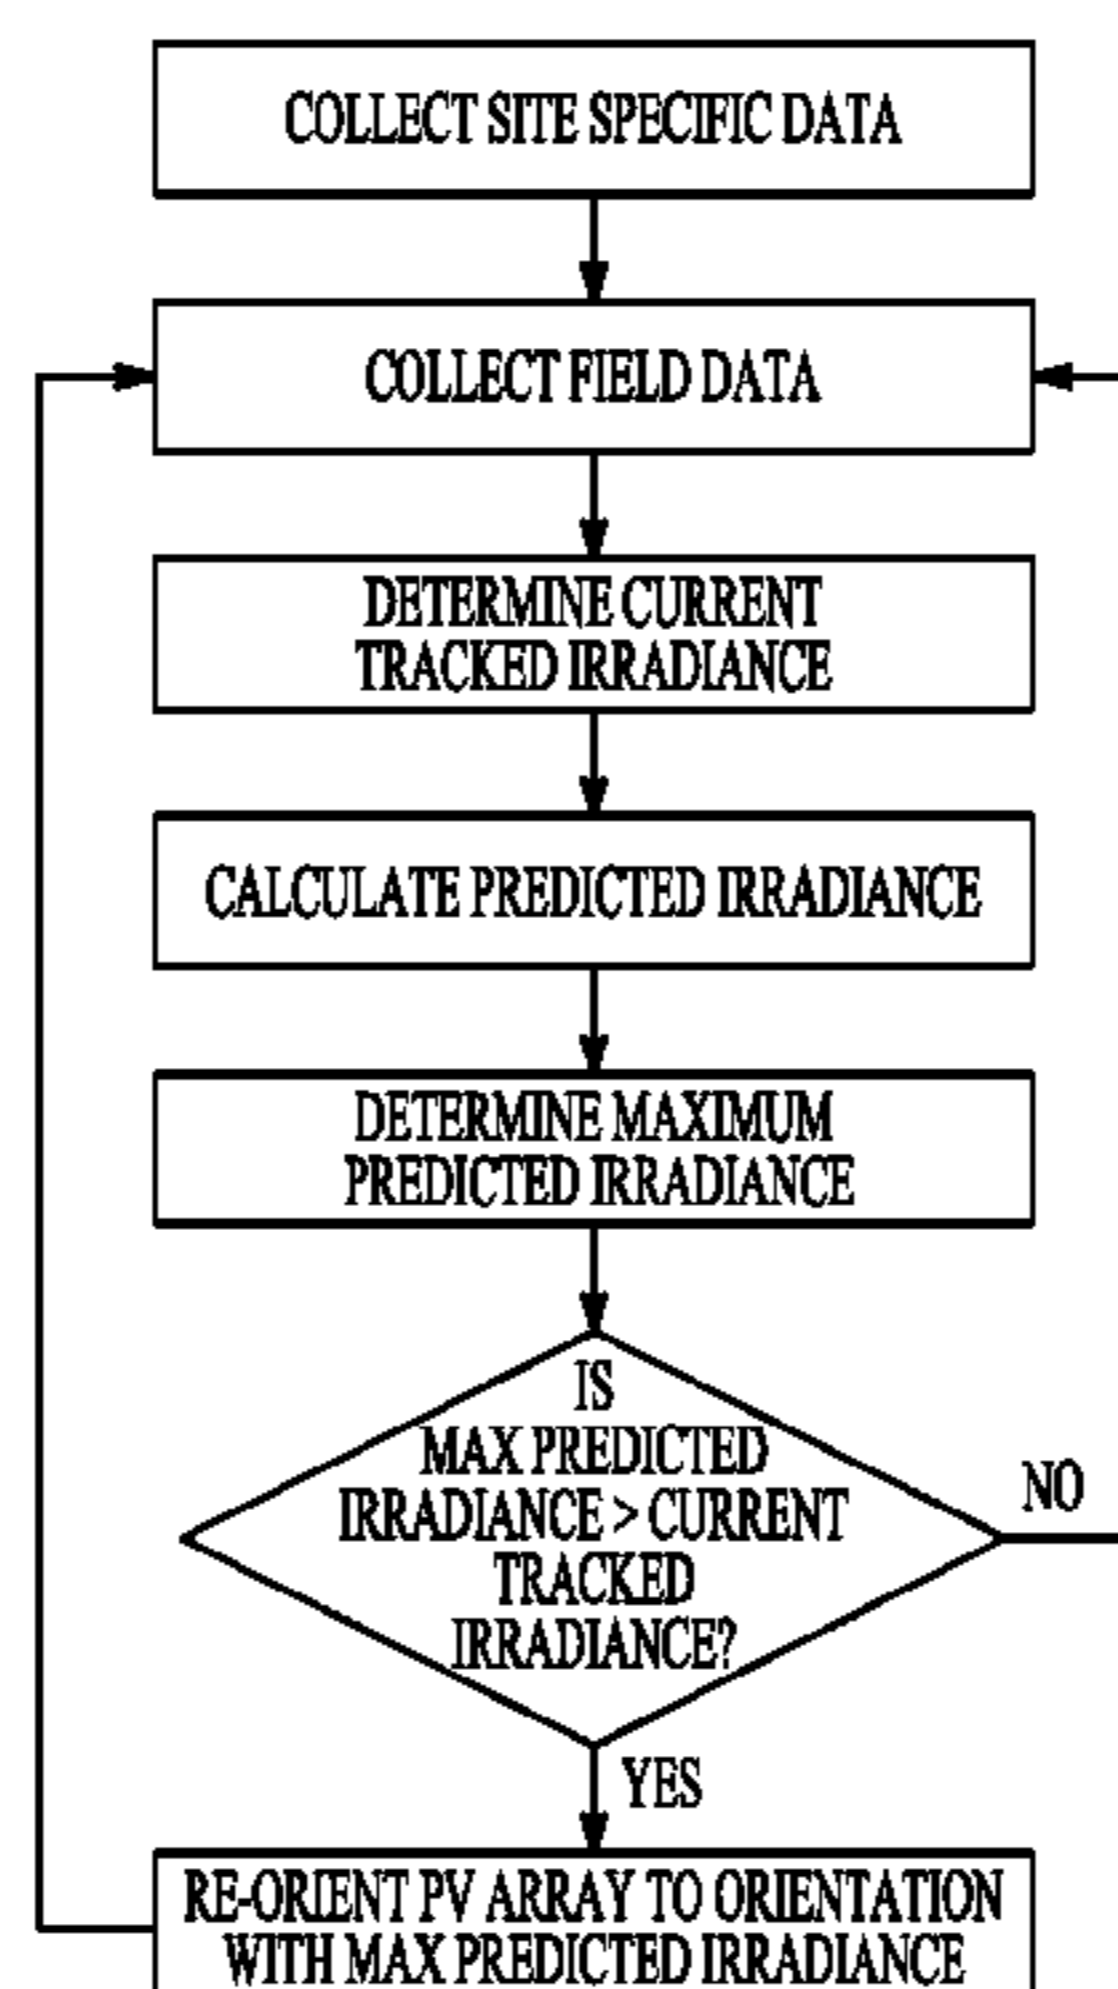 COLLECT SITE SPECIFIC DATA
COLLECT FIELD DATA
DETERMINE CURRENT
TRACKED IRRADIANCE
CALCULATE PREDICTED IRRADIANCE
DETERMINE MAXIMUM
PREDICTED IRRADIANCE
IS
MAX PREDICTED
IRRADIANCE > CURRENT
TRACKED
IRRADIANCE?
NO
YES
RE-ORIENT PV ARRAY TO ORIENTATION
WITH MAX PREDICTED IRRADIANCE